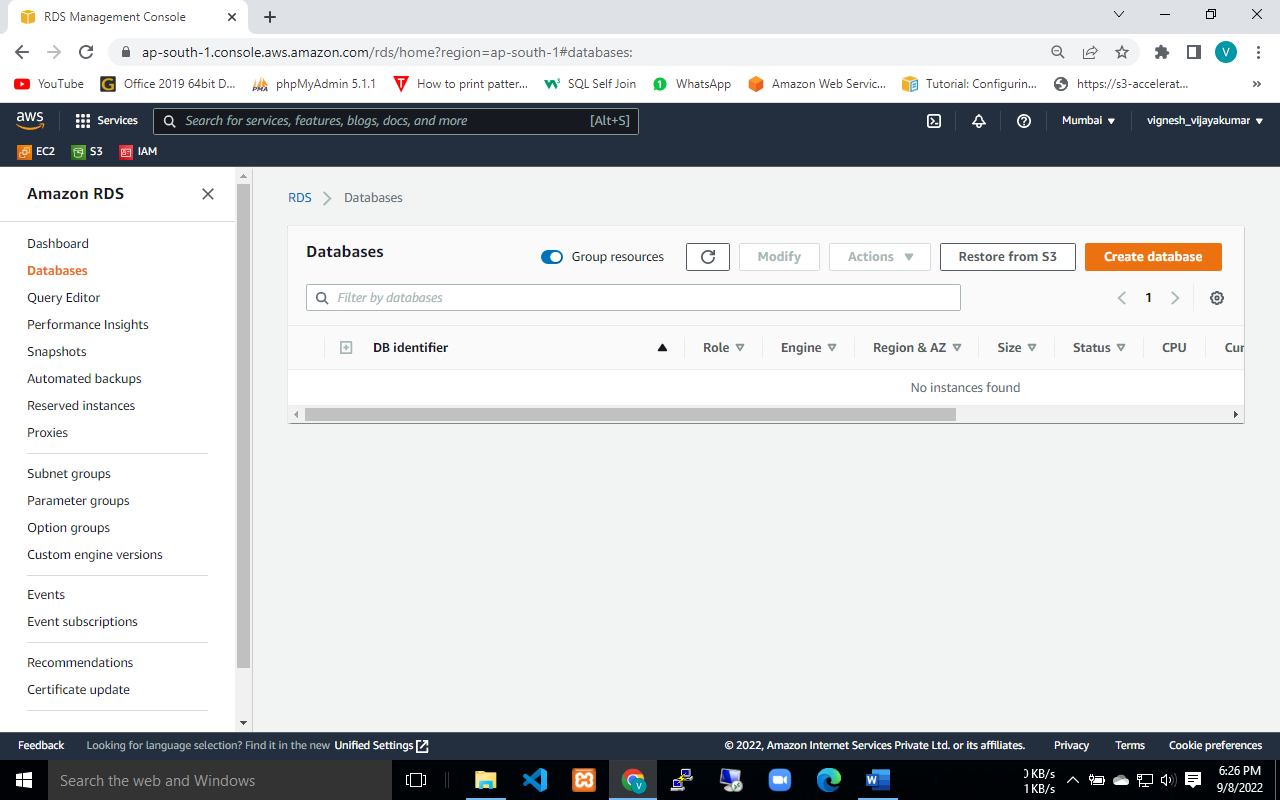 RDS Management Console
ap-south-1.console.aws.amazon.com/rds/home?region=ap-south-1#databases:
V
YouTube
Office 2019 64bit D...
phpMyAdmin 5.1.1
How to print patter...
SQL Self Join
WhatsApp
Amazon Web Servic...
Tutorial: Configurin...
https://s3-accelerat...
»
aws
Services
Search for services, features, blogs, docs, and more
[Alt+S]
Mumbai
vignesh_vijayakumar
EC2
S3
IAM
Amazon RDS
Dashboard
Databases
Query Editor
Performance Insights
Snapshots
Automated backups
Reserved instances
Proxies
Subnet groups
Parameter groups
Option groups
Custom engine versions
Events
Event subscriptions
Recommendations
Certificate update
RDS
Databases
Databases
Group resources
Modify
Actions
Restore from S3
Create database
Filter by databases
1
DB identifier
Role
Engine
Region & AZ
Size
Status
CPU
Cur
No instances found
Feedback
Looking for language selection? Find it in the new Unified Settings
© 2022, Amazon Internet Services Private Ltd. or its affiliates.
Privacy
Terms
Cookie preferences
Search the web and Windows
0 KB/s
1 KB/s
6:26 PM
9/8/2022